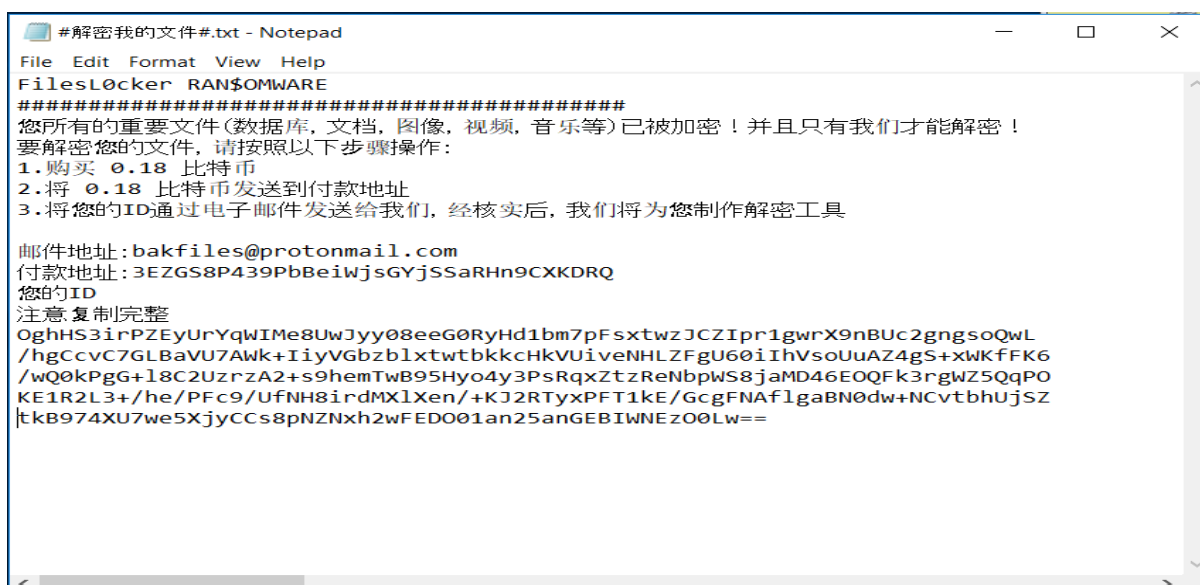 #解密我的文件#.txt - Notepad
File Edit Format View Help
FilesL0cker RAN$OMWARE
###########################################
您所有的重要文件(数据库, 文档, 图像, 视频, 音乐等)已被加密！并且只有我们才能解密！
要解密您的文件, 请按照以下步骤操作:
1.购买 0.18 比特币
2.将 0.18 比特币发送到付款地址
3.将您的ID通过电子邮件发送给我们, 经核实后, 我们将为您制作解密工具
邮件地址:bakfiles@protonmail.com
付款地址:3EZGS8P439PbBeiWjsGYjSSaRHn9CXKDRQ
您的ID
注意复制完整
OghHS3irPZEyUrYqWIMe8UwJyy08eeG0RyHd1bm7pFsxtwzJCZIpr1gwrX9nBUc2gngsoQwL
/hgCcvC7GLBaVU7AWk+IiyVGbzblxtwtbkkcHkVUiveNHLZFgU60iIhVsoUuAZ4gS+xWKfFK6
/wQ0kPgG+l8C2UzrzA2+s9hemTwB95Hyo4y3PsRqxZtzReNbpWS8jaMD46EOQFk3rgWZ5QqPO
KE1R2L3+/he/PFc9/UfNH8irdMXlXen/+KJ2RTyxPFT1kE/GcgFNAflgaBN0dw+NCvtbhUjSZ
tkB974XU7we5XjyCCs8pNZNxh2wFEDO01an25anGEBIWNEzO0Lw==